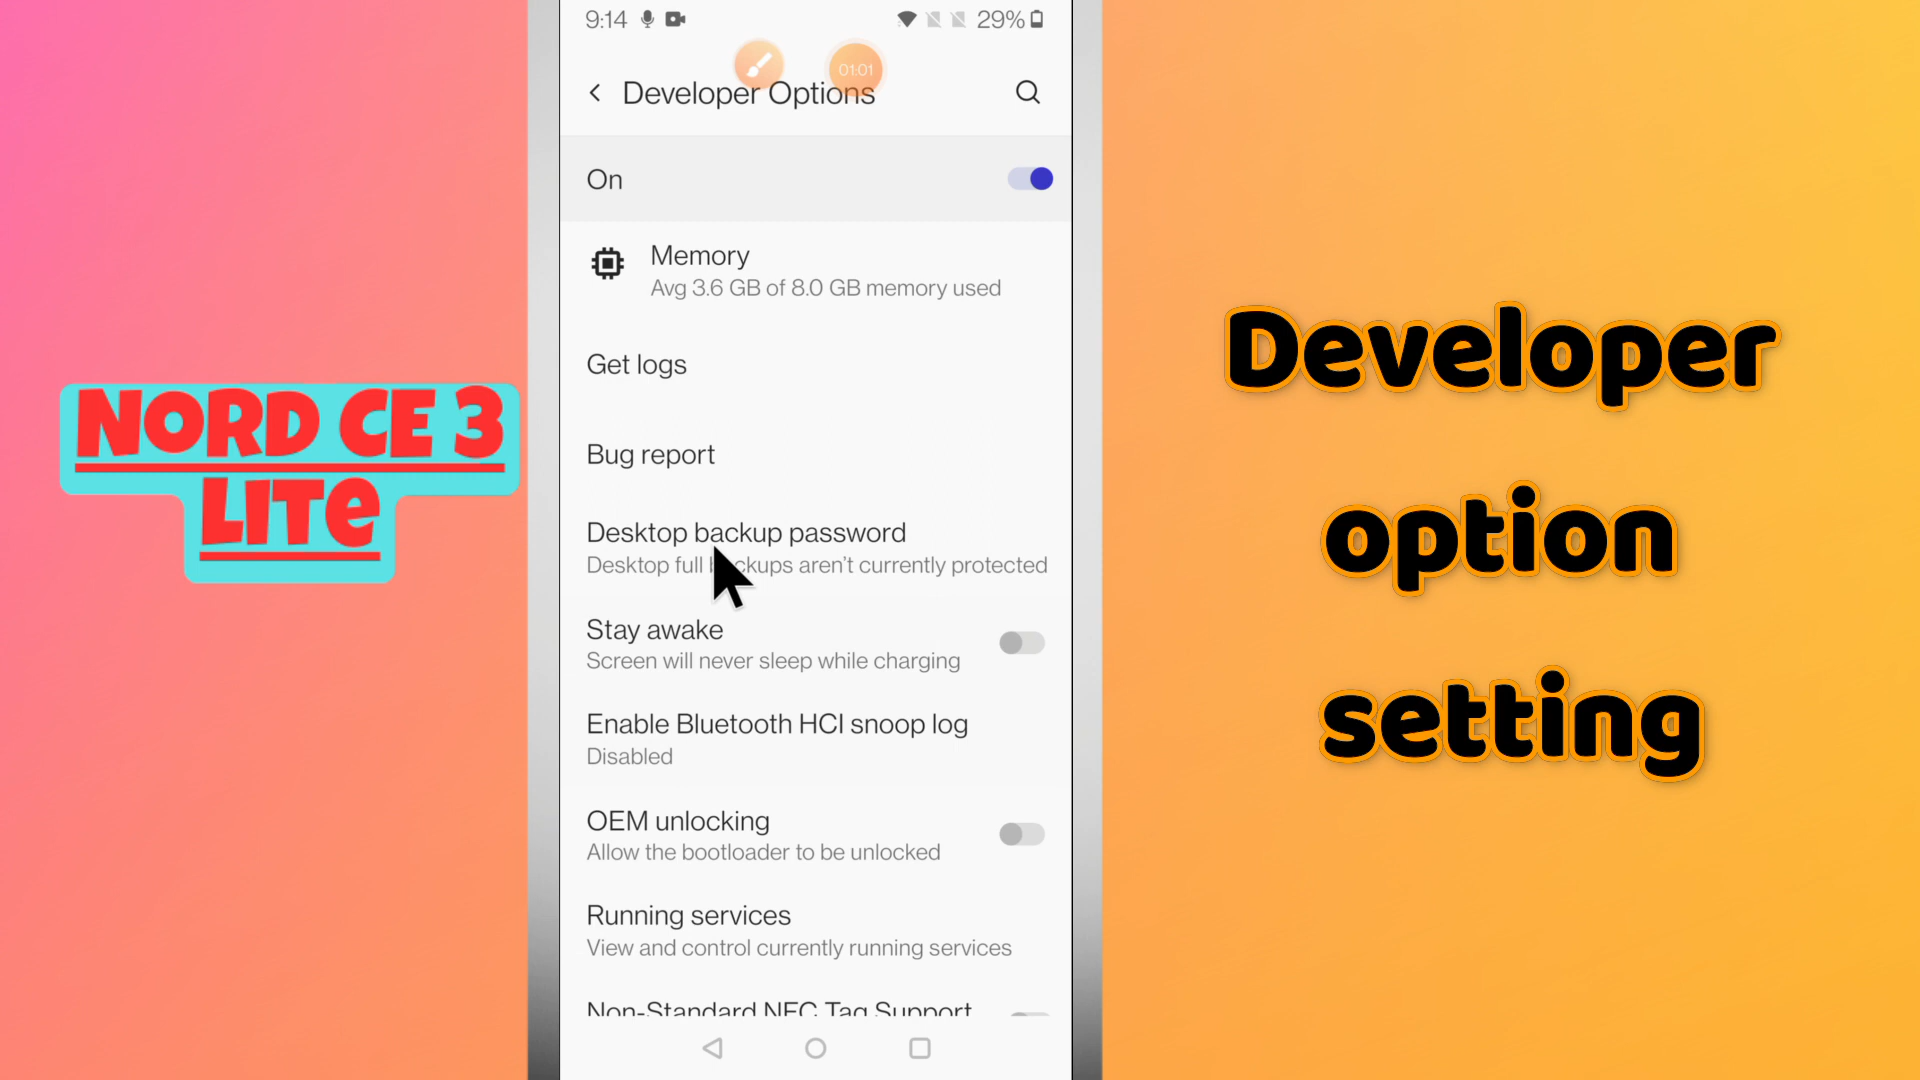 NORD CE 3
LITe
9:14
29%
01:01
Developer Options
On
Memory
Avg 3.6 GB of 8.0 GB memory used
Get logs
Bug report
Desktop backup password
Desktop full backups aren't currently protected
Stay awake
Screen will never sleep while charging
Enable Bluetooth HCI snoop log
Disabled
OEM unlocking
Allow the bootloader to be unlocked
Running services
View and control currently running services
Non-Standard NFC Tag Support
Developer
option
setting